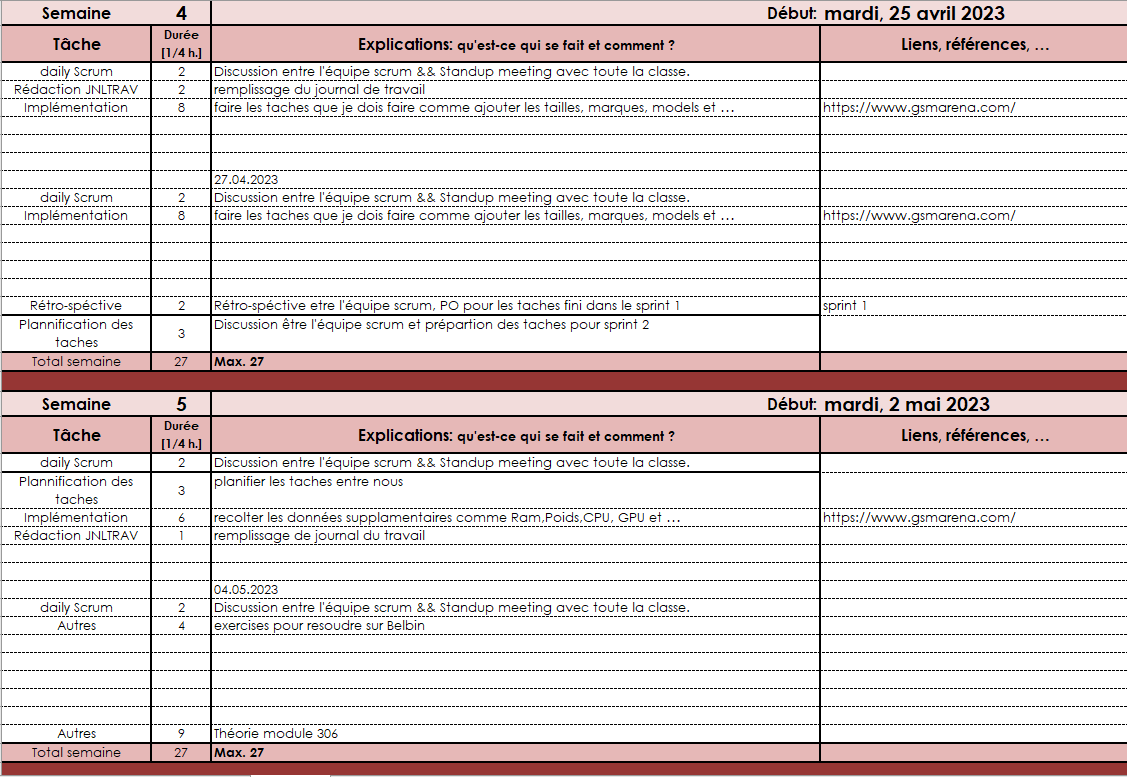 Semaine 4 Début: mardi, 25 avril 2023
Tâche Durée [1/4 h.] Explications: qu'est-ce qui se fait et comment ? Liens, références, …
daily Scrum 2 Discussion entre l'équipe scrum && Standup meeting avec toute la classe.
Rédaction JNLTRAV 2 remplissage du journal de travail
Implémentation 8 faire les taches que je dois faire comme ajouter les tailles, marques, models et … https://www.gsmarena.com/
27.04.2023
daily Scrum 2 Discussion entre l'équipe scrum && Standup meeting avec toute la classe.
Implémentation 8 faire les taches que je dois faire comme ajouter les tailles, marques, models et … https://www.gsmarena.com/
Rétro-spéctive 2 Rétro-spéctive etre l'équipe scrum, PO pour les taches fini dans le sprint 1 sprint 1
Plannification des taches 3 Discussion être l'équipe scrum et prépartion des taches pour sprint 2
Total semaine 27 Max. 27
Semaine 5 Début: mardi, 2 mai 2023
Tâche Durée [1/4 h.] Explications: qu'est-ce qui se fait et comment ? Liens, références, …
daily Scrum 2 Discussion entre l'équipe scrum && Standup meeting avec toute la classe.
Plannification des taches 3 planifier les taches entre nous
Implémentation 6 recolter les données supplamentaires comme Ram,Poids,CPU, GPU et … https://www.gsmarena.com/
Rédaction JNLTRAV 1 remplissage de journal du travail
04.05.2023
daily Scrum 2 Discussion entre l'équipe scrum && Standup meeting avec toute la classe.
Autres 4 exercises pour resoudre sur Belbin
Autres 9 Théorie module 306
Total semaine 27 Max. 27